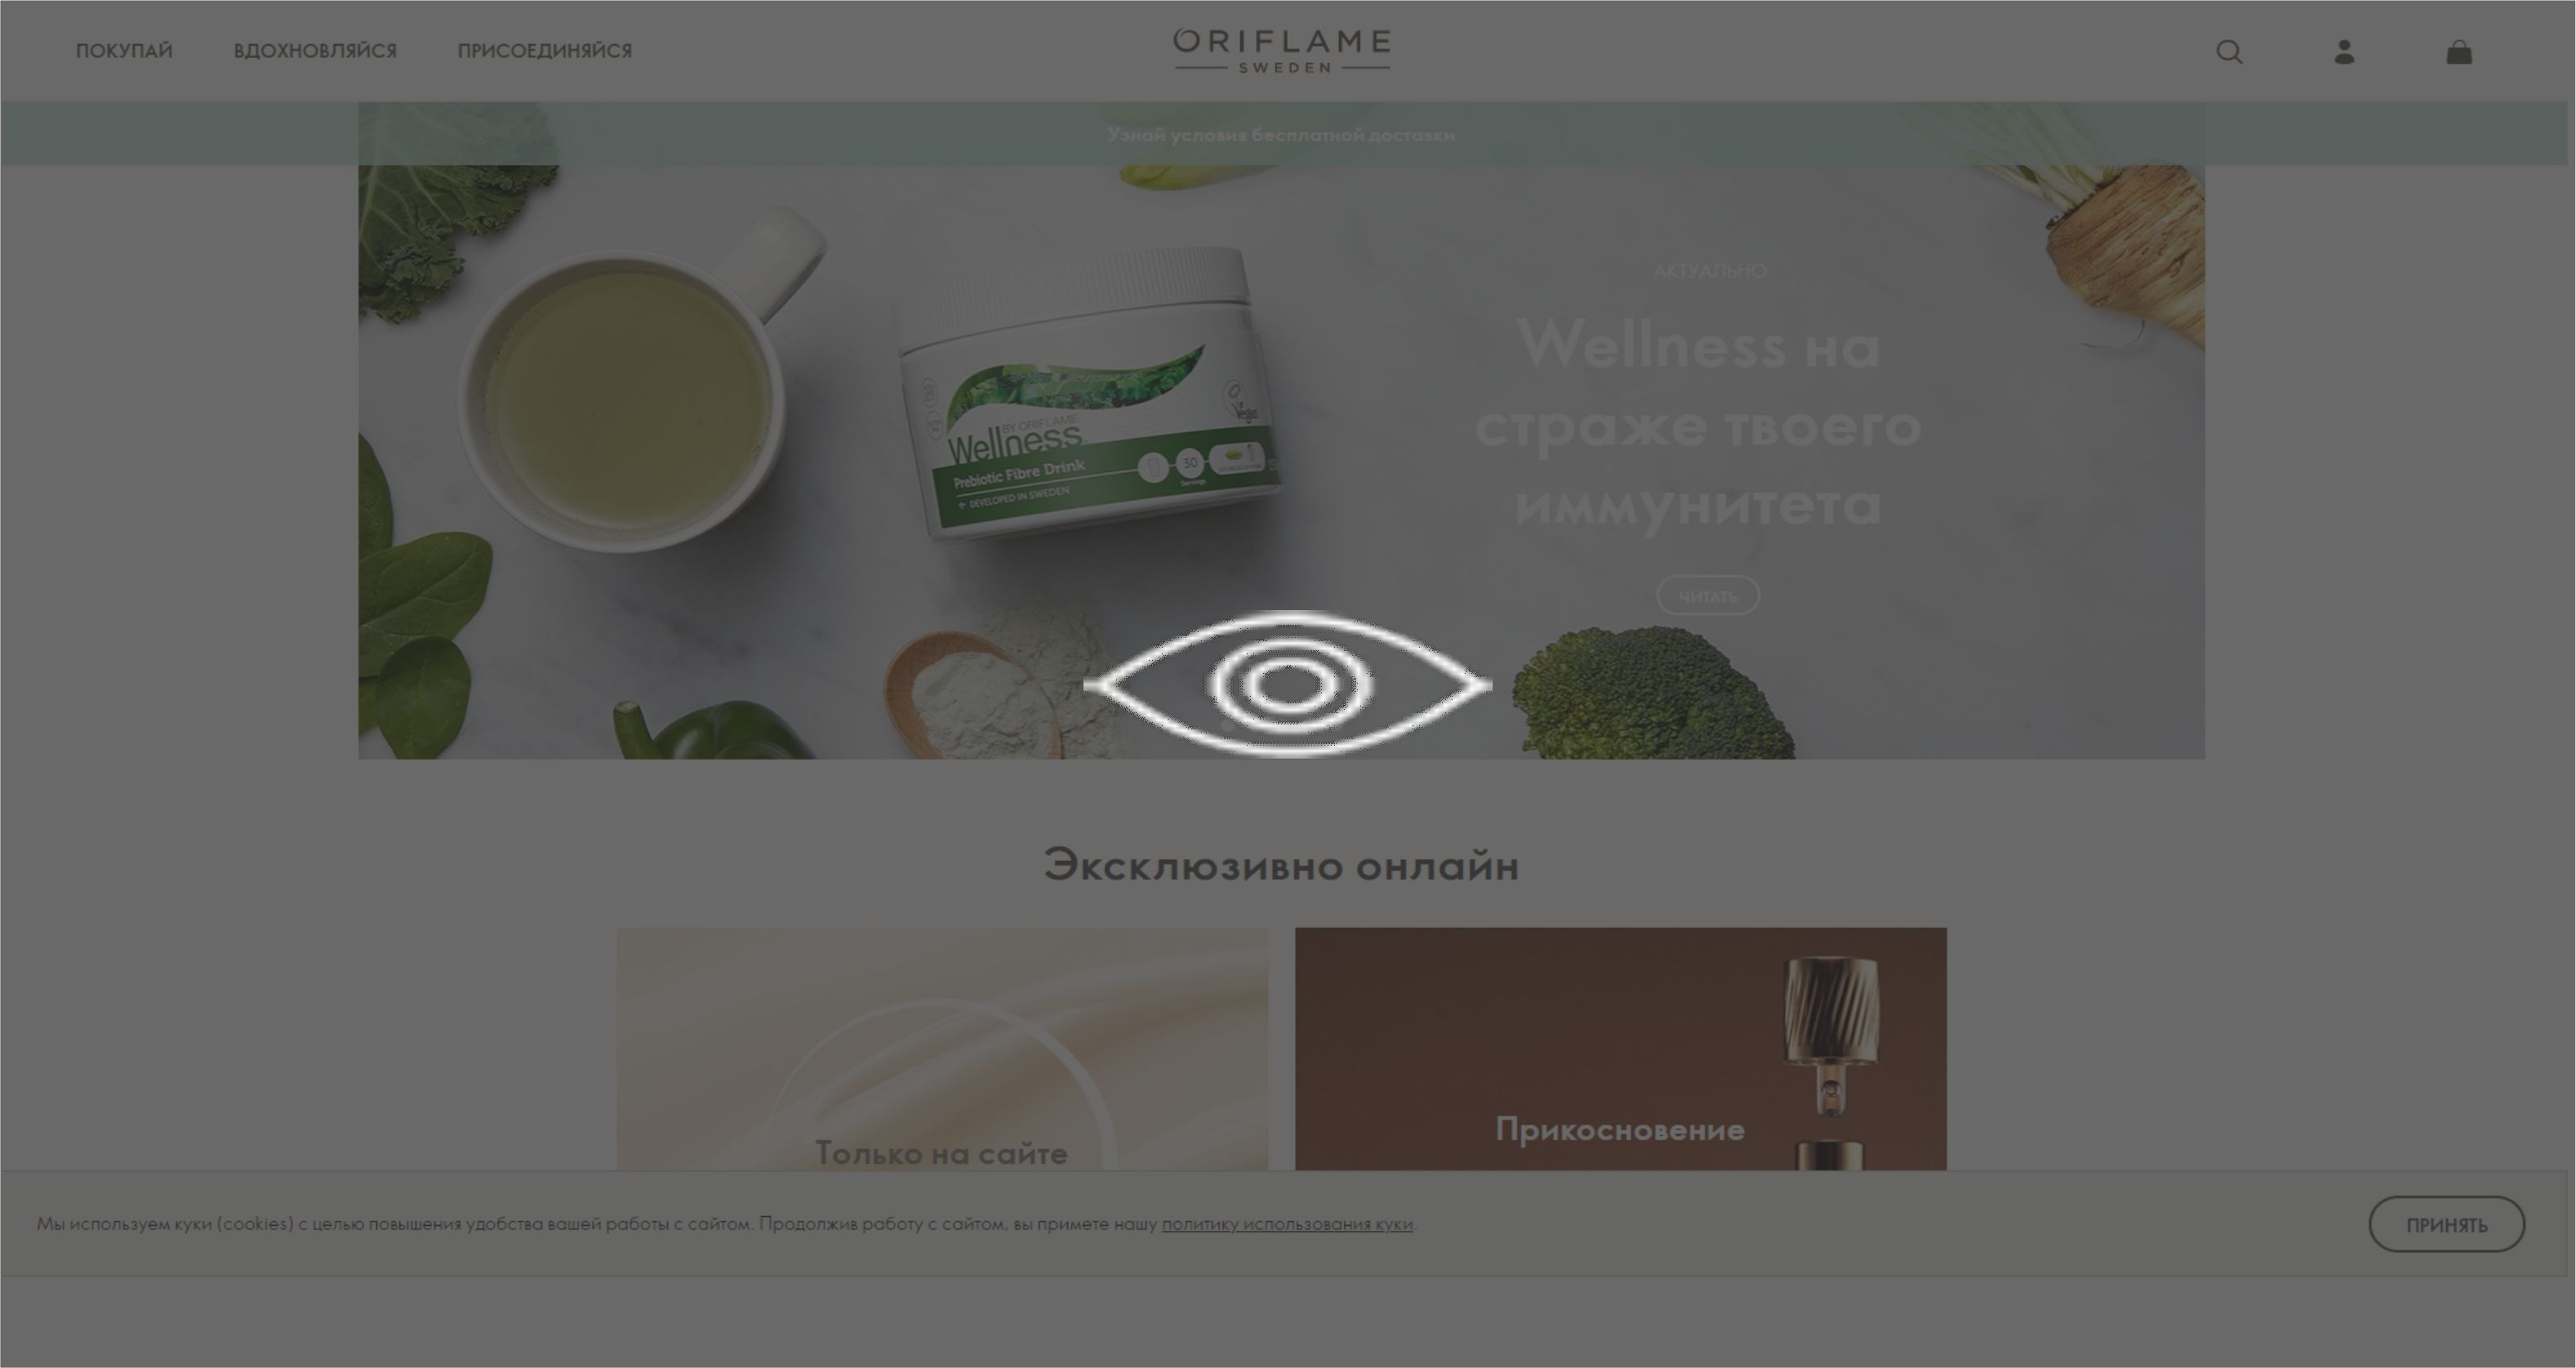 ПОКУПАЙ ВДОХНОВЛЯЙСЯ ПРИСОЕДИНЯЙСЯ
ORIFLAME
SWEDEN
Узнай условия бесплатной доставки
АКТУАЛЬНО
Wellness на
страже твоего
иммунитета
ЧИТАТЬ
BY ORIFLAME
Wellness
Prebiotic Fibre Drink
DEVELOPED IN SWEDEN
30
Servings
vegan
Эксклюзивно онлайн
Только на сайте
Прикосновение
Мы используем куки (cookies) с целью повышения удобства вашей работы с сайтом. Продолжив работу с сайтом, вы примете нашу политику использования куки.
ПРИНЯТЬ